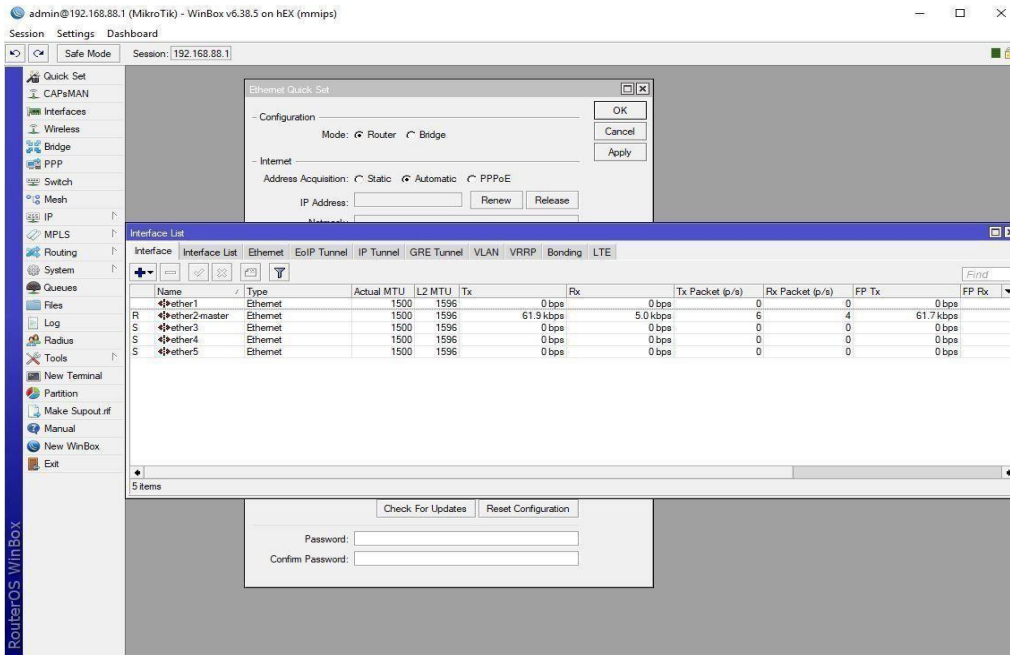 admin@192.168.88.1 (MikroTik) - WinBox v6.38.5 on hEX (mmips)
Session Settings Dashboard
Safe Mode Session: 192.168.88.1
Quick Set
CAPsMAN
Interfaces
Wireless
Bridge
PPP
Switch
Mesh
IP
MPLS
Routing
System
Queues
Files
Log
Radius
Tools
New Terminal
Partition
Make Supout.rif
Manual
New WinBox
Exit
RouterOS WinBox
Ethernet Quick Set
Configuration
Mode: Router Bridge
OK
Cancel
Apply
Internet
Address Acquisition: Static Automatic PPPoE
IP Address: Renew Release
Interface List
Interface Interface List Ethernet EoIP Tunnel IP Tunnel GRE Tunnel VLAN VRRP Bonding LTE
Find
Name / Type Actual MTU L2 MTU Tx Rx Tx Packet (p/s) Rx Packet (p/s) FP Tx FP Rx
ether1 Ethernet 1500 1596 0 bps 0 bps 0 0 0 bps
R ether2-master Ethernet 1500 1596 61.9 kbps 5.0 kbps 6 4 61.7 kbps
S ether3 Ethernet 1500 1596 0 bps 0 bps 0 0 0 bps
S ether4 Ethernet 1500 1596 0 bps 0 bps 0 0 0 bps
S ether5 Ethernet 1500 1596 0 bps 0 bps 0 0 0 bps
5 items
Check For Updates Reset Configuration
Password:
Confirm Password: